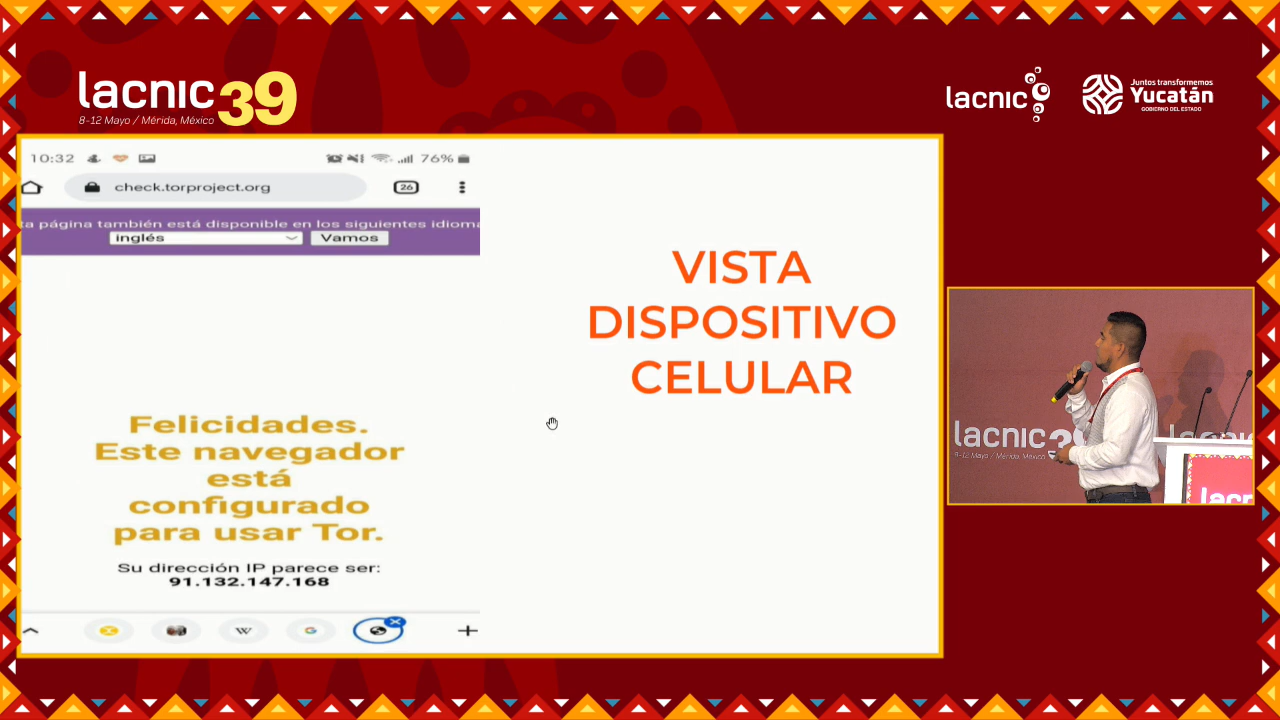 lacnic 39
8-12 Mayo / Mérida, México
lacnic
Juntos transformemos
Yucatán
GOBIERNO DEL ESTADO
10:32
76%
check.torproject.org
26
ta página también está disponible en los siguientes idioma
inglés
Vamos
Felicidades.
Este navegador
está
configurado
para usar Tor.
Su dirección IP parece ser:
91.132.147.168
W
G
VISTA
DISPOSITIVO
CELULAR
lacnic
8-12 Mayo / Mérida, México
lacnic
lacn